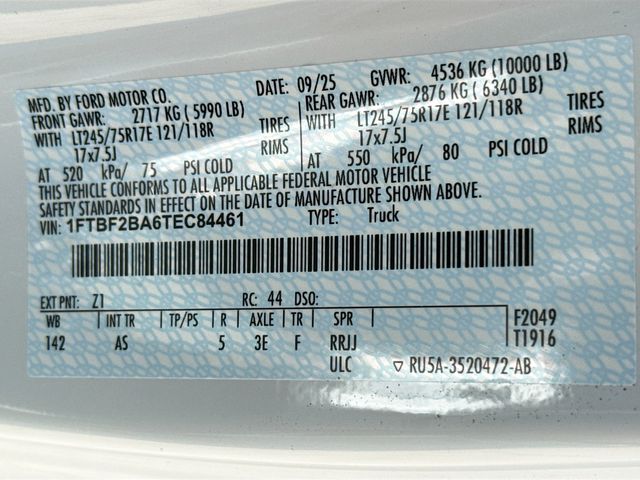 MFD. BY FORD MOTOR CO. DATE: 09/25 GVWR: 4536 KG (10000 LB)
FRONT GAWR: 2717 KG (5990 LB) REAR GAWR: 2876 KG (6340 LB)
WITH LT245/75R17E 121/118R TIRES WITH LT245/75R17E 121/118R TIRES
17x7.5J RIMS 17x7.5J RIMS
AT 520 kPa/ 75 PSI COLD AT 550 kPa/ 80 PSI COLD
THIS VEHICLE CONFORMS TO ALL APPLICABLE FEDERAL MOTOR VEHICLE
SAFETY STANDARDS IN EFFECT ON THE DATE OF MANUFACTURE SHOWN ABOVE.
VIN: 1FTBF2BA6TEC84461 TYPE: Truck
EXT PNT: Z1 RC: 44 DSO:
WB INT TR TP/PS R AXLE TR SPR F2049
142 AS 5 3E F RRJJ T1916
ULC ▽ RU5A-3520472-AB